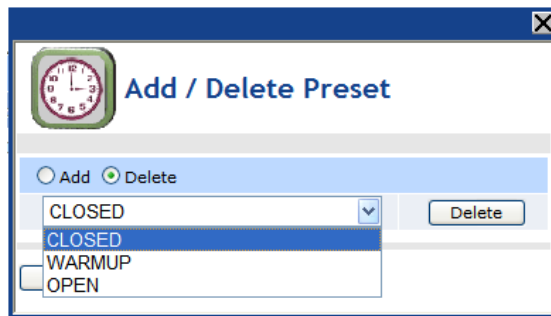 Add / Delete Preset
Add Delete
CLOSED Delete
CLOSED
WARMUP
OPEN